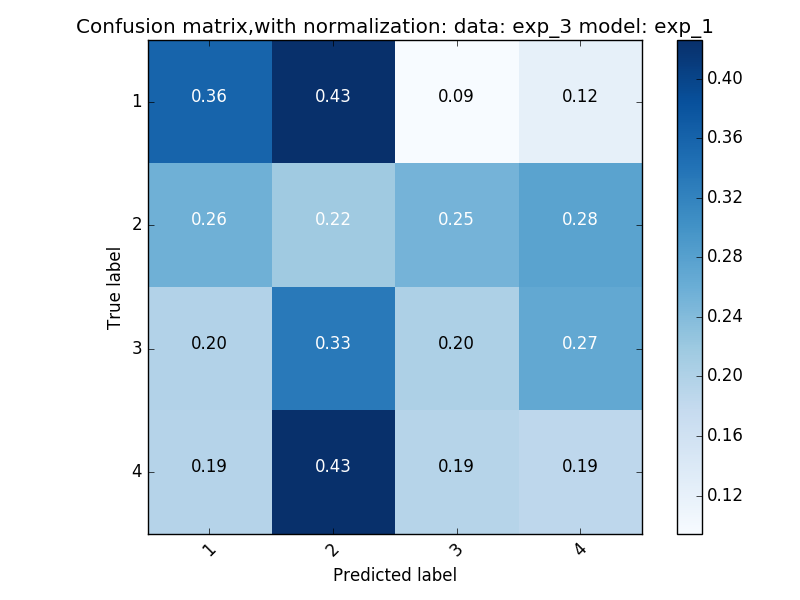 Confusion matrix,with normalization: data: exp_3 model: exp_1
True label
1 0.36 0.43 0.09 0.12
2 0.26 0.22 0.25 0.28
3 0.20 0.33 0.20 0.27
4 0.19 0.43 0.19 0.19
1 2 3 4
Predicted label
0.40
0.36
0.32
0.28
0.24
0.20
0.16
0.12